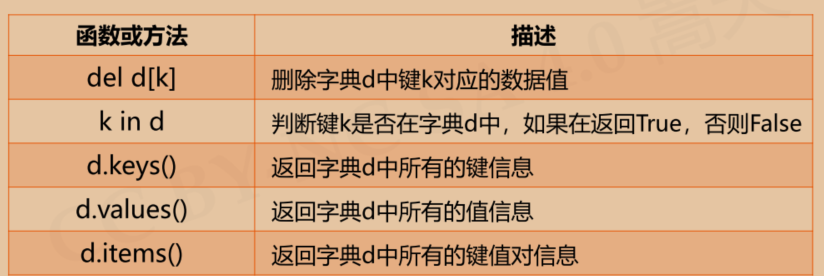 函数或方法 描述
del d[k] 删除字典d中键k对应的数据值
k in d 判断键k是否在字典d中，如果在返回True，否则False
d.keys() 返回字典d中所有的键信息
d.values() 返回字典d中所有的值信息
d.items() 返回字典d中所有的键值对信息